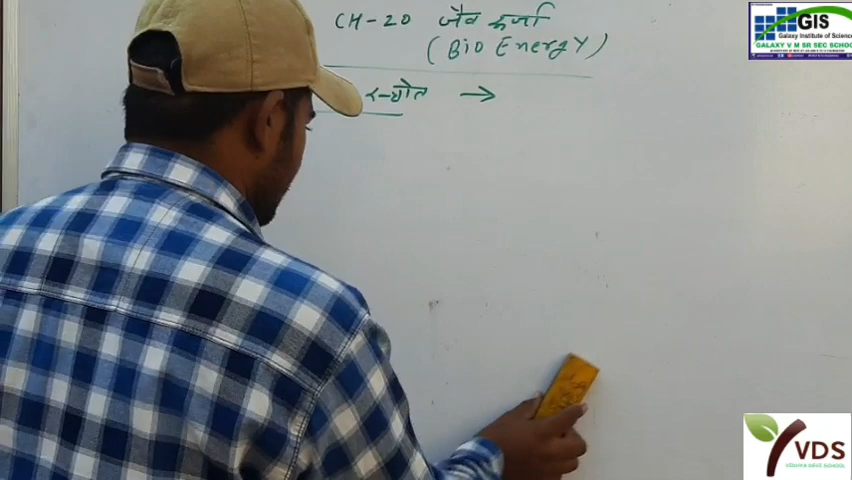 CH-20 जैव ऊर्जा
(Bio Energy)
स्त्रोत →
GIS
Galaxy Institute of Science
GALAXY V M SR SEC SCHOOL
VDS